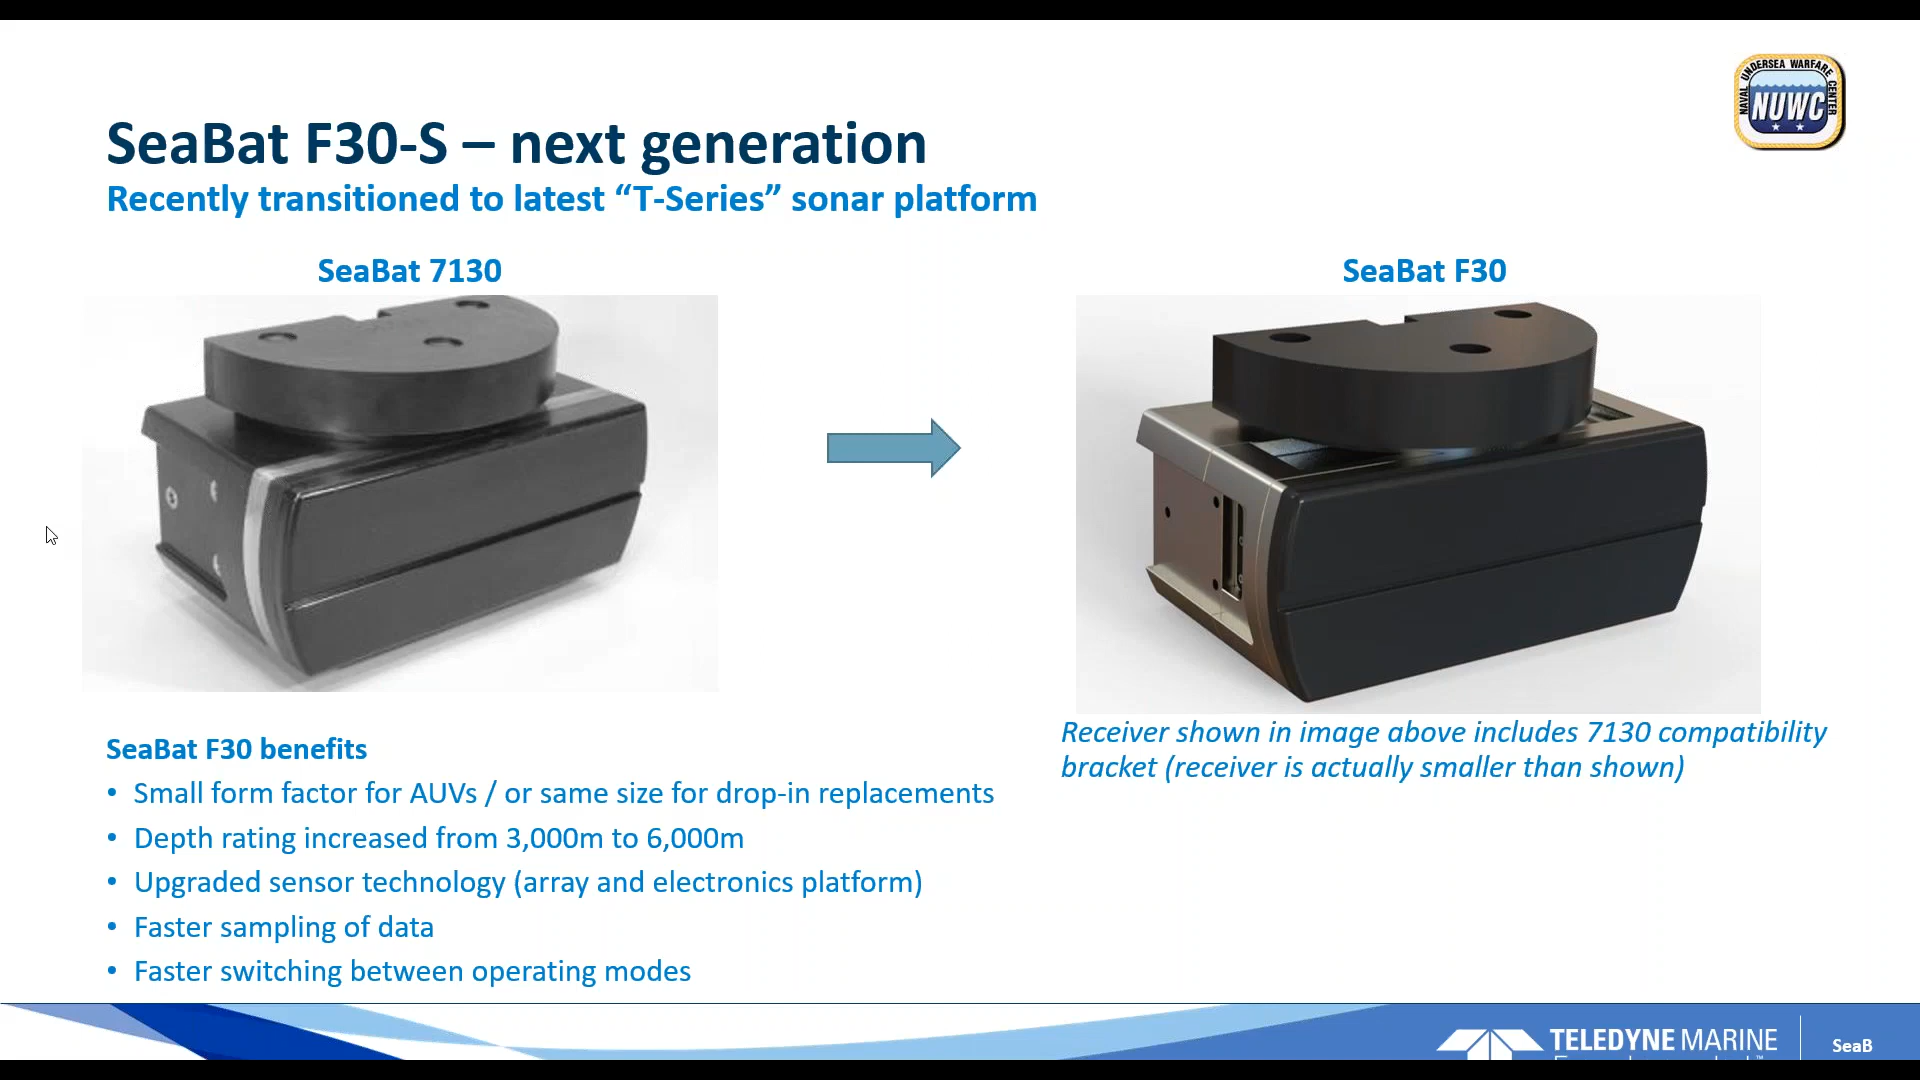 NAVAL UNDERSEA WARFARE CENTER
NUWC
SeaBat F30-S – next generation
Recently transitioned to latest “T-Series” sonar platform
SeaBat 7130
SeaBat F30
Receiver shown in image above includes 7130 compatibility
bracket (receiver is actually smaller than shown)
SeaBat F30 benefits
• Small form factor for AUVs / or same size for drop-in replacements
• Depth rating increased from 3,000m to 6,000m
• Upgraded sensor technology (array and electronics platform)
• Faster sampling of data
• Faster switching between operating modes
TELEDYNE MARINE
SeaB